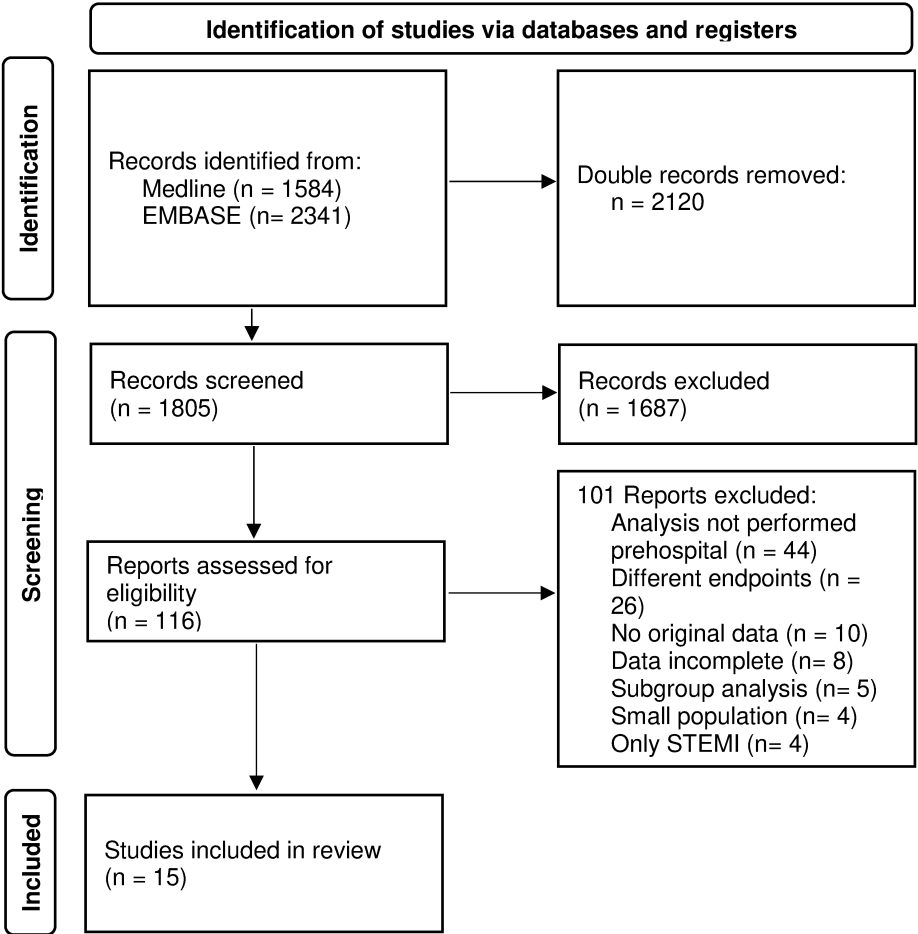 Identification of studies via databases and registers
Identification
Records identified from:
Medline (n = 1584)
EMBASE (n= 2341)
Double records removed:
n = 2120
Screening
Records screened
(n = 1805)
Records excluded
(n = 1687)
Reports assessed for
eligibility
(n = 116)
101 Reports excluded:
Analysis not performed
prehospital (n = 44)
Different endpoints (n =
26)
No original data (n = 10)
Data incomplete (n= 8)
Subgroup analysis (n= 5)
Small population (n= 4)
Only STEMI (n= 4)
Included
Studies included in review
(n = 15)